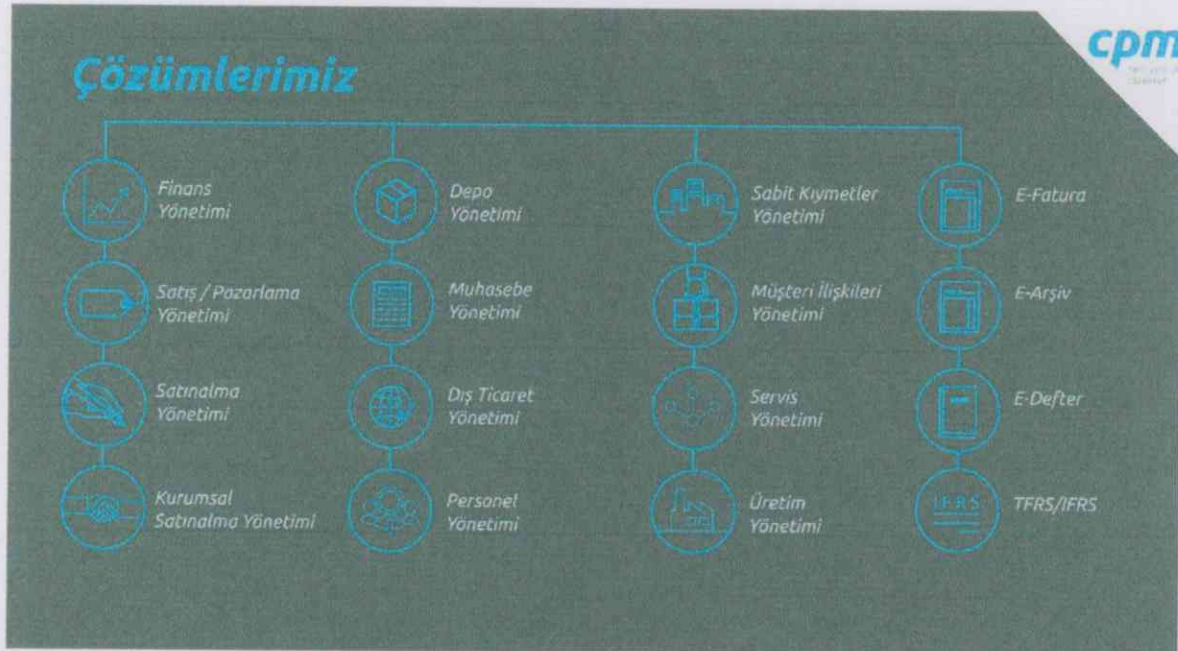 Çözümlerimiz
cpm
Finans
Yönetimi
Satış / Pazarlama
Yönetimi
Satınalma
Yönetimi
Kurumsal
Satınalma Yönetimi
Depo
Yönetimi
Muhasebe
Yönetimi
Dış Ticaret
Yönetimi
Personel
Yönetimi
Sabit Kıymetler
Yönetimi
Müşteri İlişkileri
Yönetimi
Servis
Yönetimi
Üretim
Yönetimi
E-Fatura
E-Arşiv
E-Defter
IFRS
TFRS/IFRS